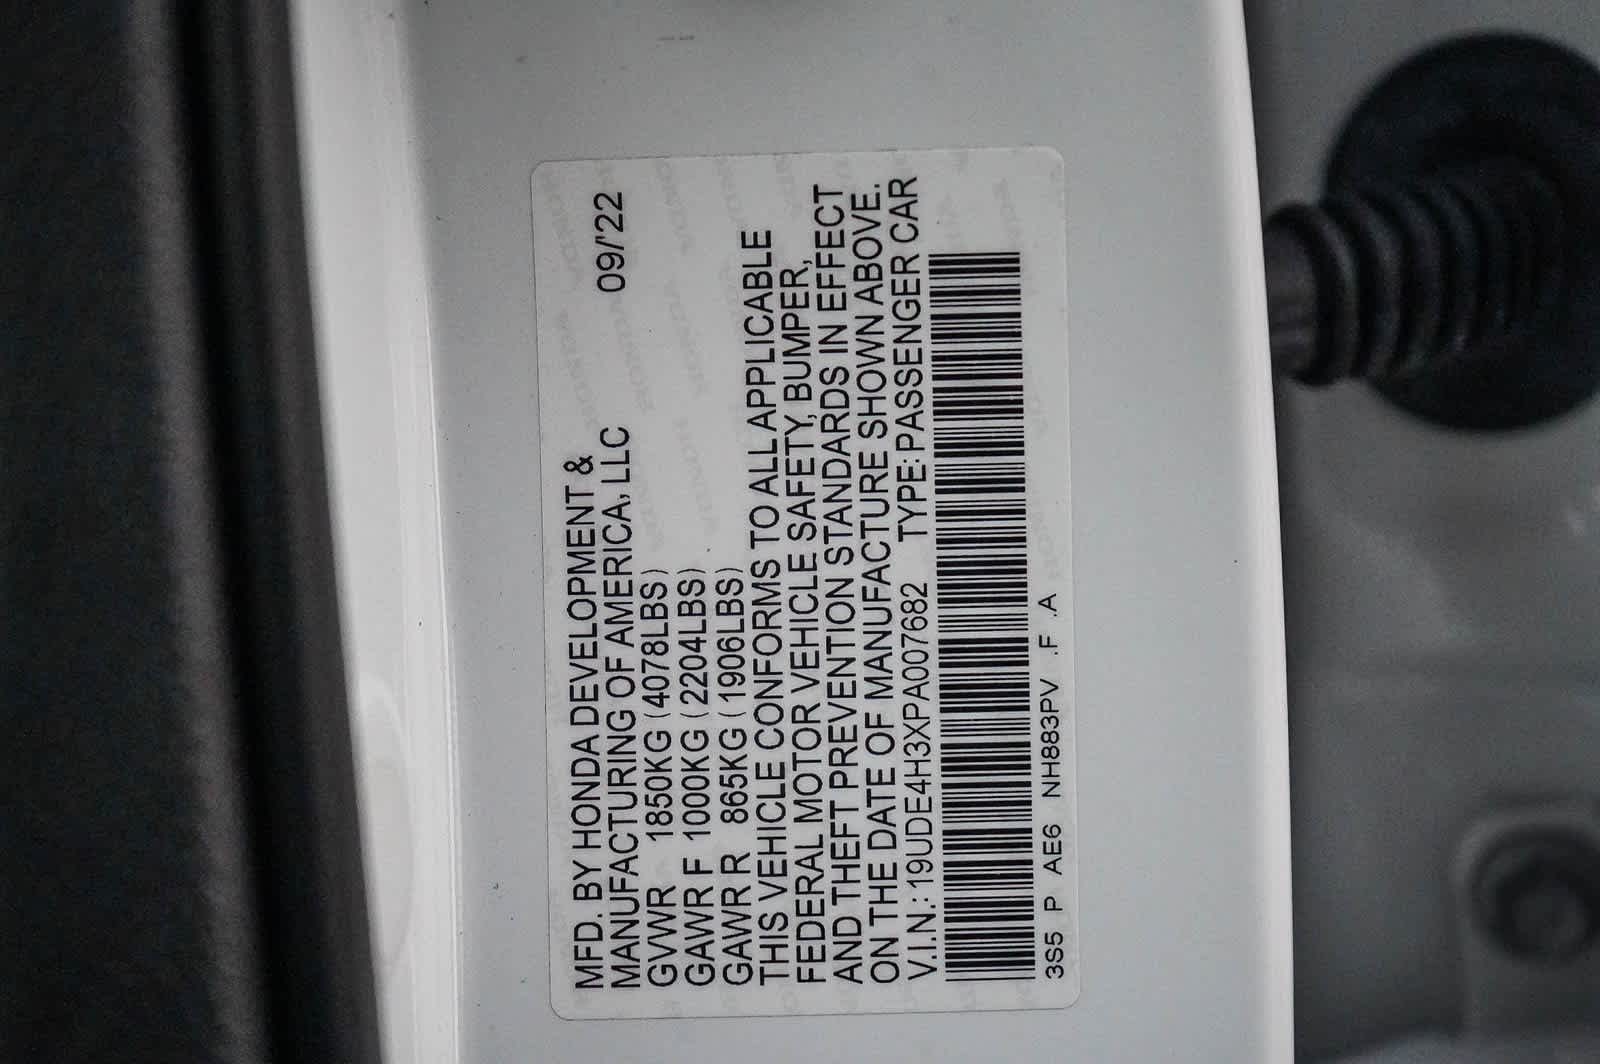 MFD. BY HONDA DEVELOPMENT &
MANUFACTURING OF AMERICA, LLC 09/'22
GVWR 1850KG (4078LBS)
GAWR F 1000KG (2204LBS)
GAWR R 865KG (1906LBS)
THIS VEHICLE CONFORMS TO ALL APPLICABLE
FEDERAL MOTOR VEHICLE SAFETY, BUMPER,
AND THEFT PREVENTION STANDARDS IN EFFECT
ON THE DATE OF MANUFACTURE SHOWN ABOVE.
V.I.N.: 19UDE4H3XPA007682 TYPE: PASSENGER CAR
3S5 P AE6 NH883PV .F .A